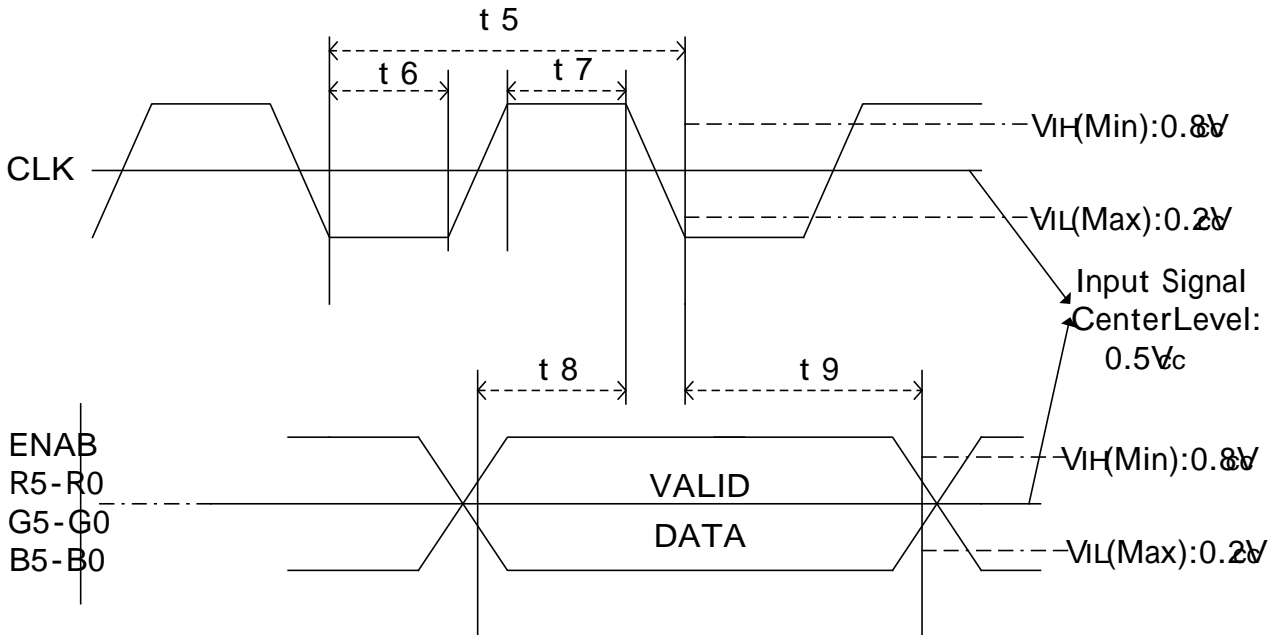 t 5
t 6
t 7
VIH(Min):0.8Vcc
CLK
VIL(Max):0.2Vcc
Input Signal
CenterLevel:
0.5Vcc
t 8
t 9
ENAB
R5-R0
G5-G0
B5-B0
VALID
DATA
VIH(Min):0.8Vcc
VIL(Max):0.2Vcc